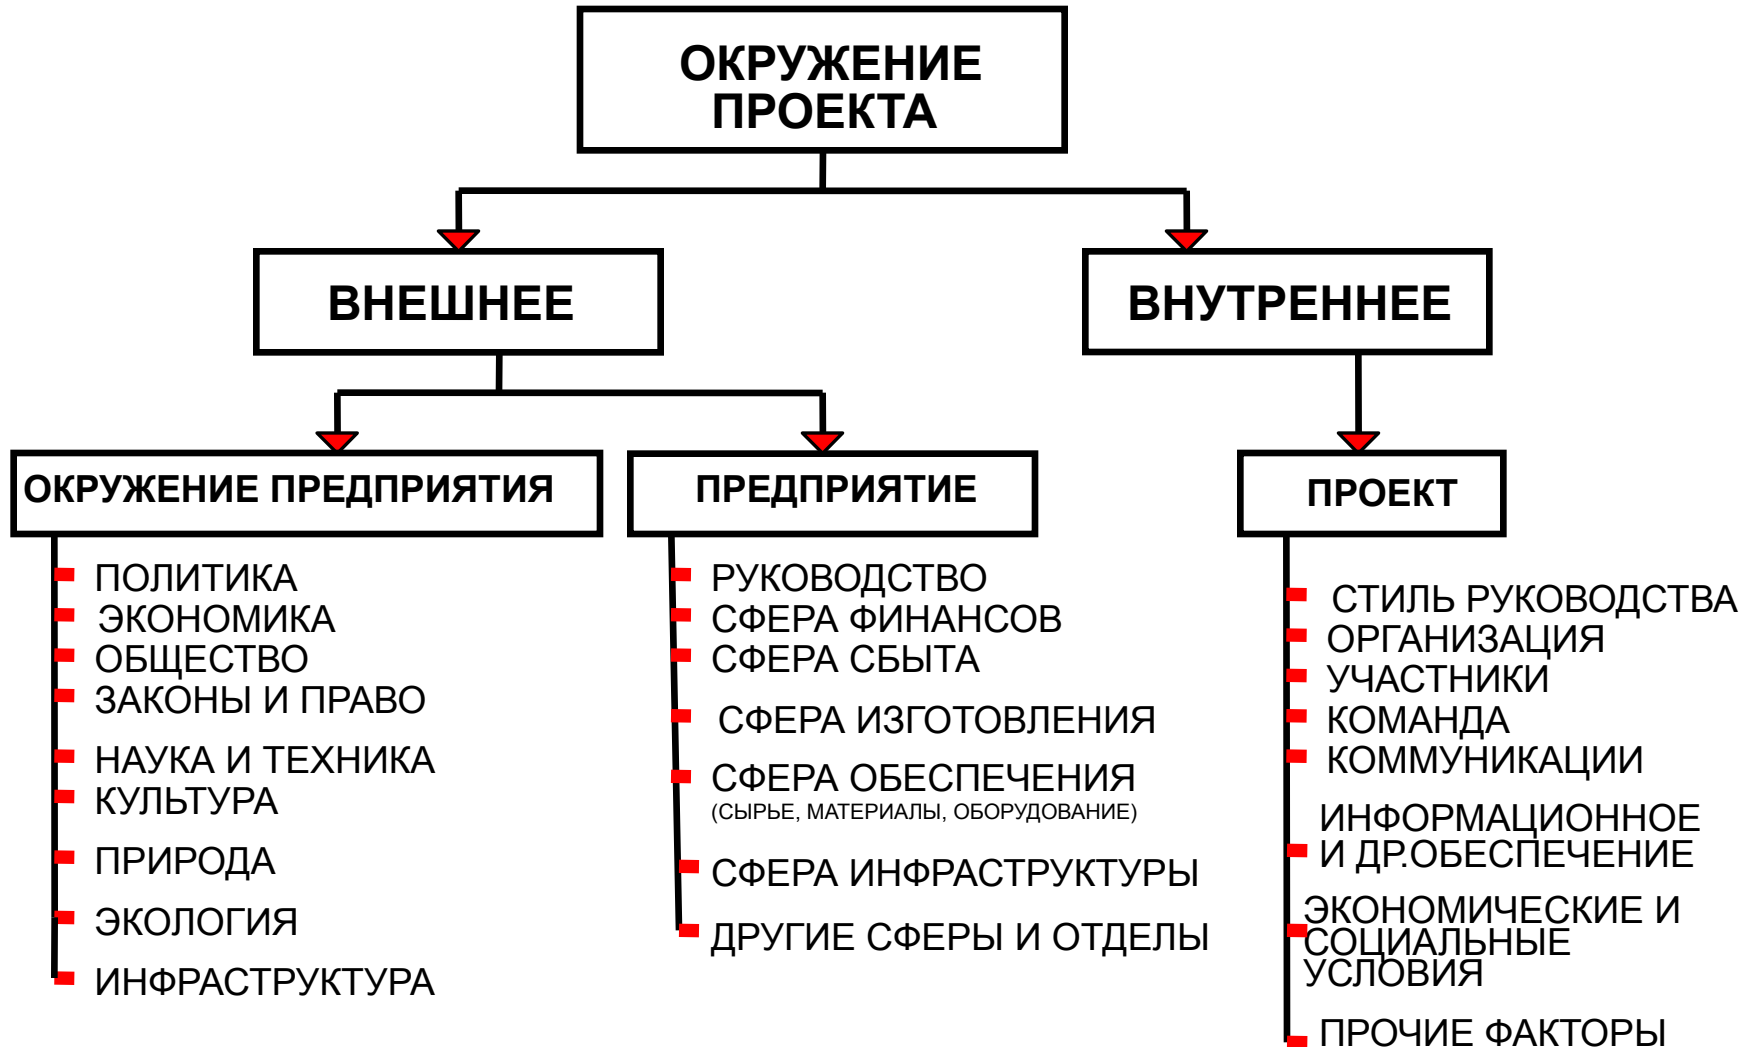 ОКРУЖЕНИЕ
ПРОЕКТА
ВНЕШНЕЕ
ВНУТРЕННЕЕ
ОКРУЖЕНИЕ ПРЕДПРИЯТИЯ
ПОЛИТИКА
ЭКОНОМИКА
ОБЩЕСТВО
ЗАКОНЫ И ПРАВО
НАУКА И ТЕХНИКА
КУЛЬТУРА
ПРИРОДА
ЭКОЛОГИЯ
ИНФРАСТРУКТУРА
ПРЕДПРИЯТИЕ
РУКОВОДСТВО
СФЕРА ФИНАНСОВ
СФЕРА СБЫТА
СФЕРА ИЗГОТОВЛЕНИЯ
СФЕРА ОБЕСПЕЧЕНИЯ
(СЫРЬЕ, МАТЕРИАЛЫ, ОБОРУДОВАНИЕ)
СФЕРА ИНФРАСТРУКТУРЫ
ДРУГИЕ СФЕРЫ И ОТДЕЛЫ
ПРОЕКТ
СТИЛЬ РУКОВОДСТВА
ОРГАНИЗАЦИЯ
УЧАСТНИКИ
КОМАНДА
КОММУНИКАЦИИ
ИНФОРМАЦИОННОЕ
И ДР.ОБЕСПЕЧЕНИЕ
ЭКОНОМИЧЕСКИЕ И
СОЦИАЛЬНЫЕ
УСЛОВИЯ
ПРОЧИЕ ФАКТОРЫ